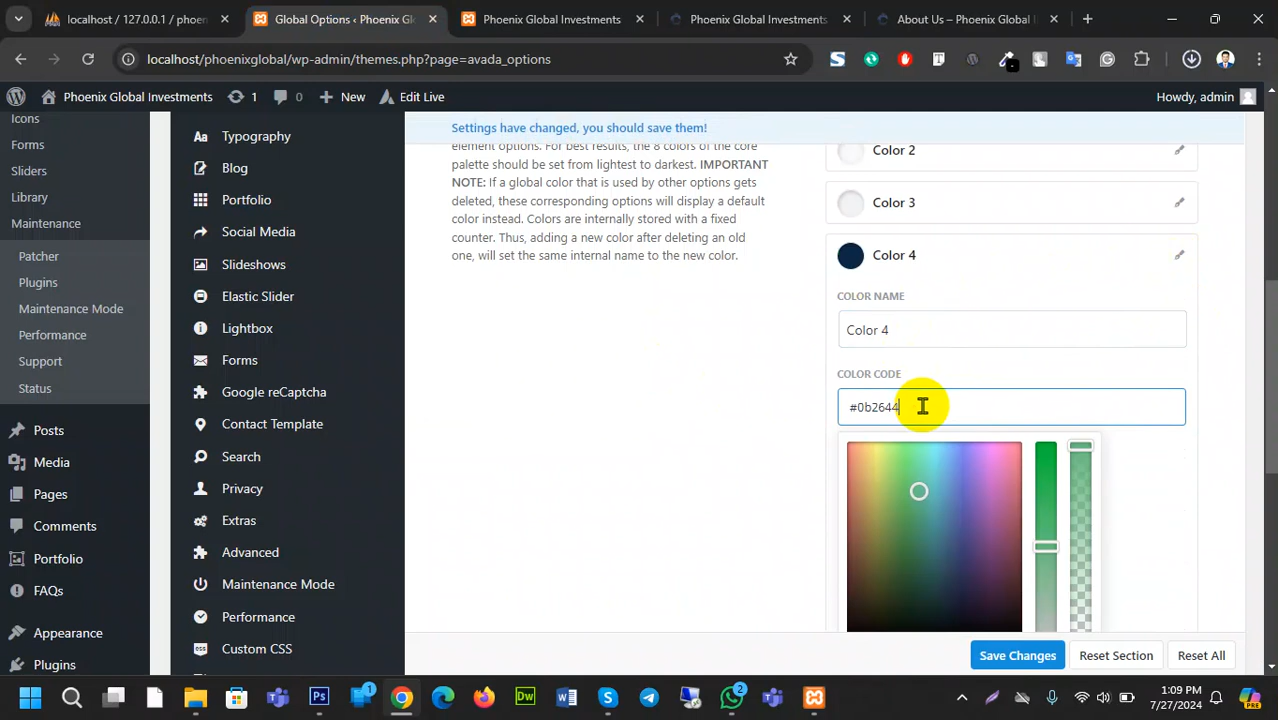 localhost / 127.0.0.1 / phoeni
Global Options ‹ Phoenix Gl
Phoenix Global Investments
Phoenix Global Investments
About Us – Phoenix Global I
localhost/phoenixglobal/wp-admin/themes.php?page=avada_options
Phoenix Global Investments
1
0
New
Edit Live
Howdy, admin
Icons
Forms
Sliders
Library
Maintenance
Patcher
Plugins
Maintenance Mode
Performance
Support
Status
Posts
Media
Pages
Comments
Portfolio
FAQs
Appearance
Plugins
Aa Typography
Blog
Portfolio
Social Media
Slideshows
Elastic Slider
Lightbox
Forms
Google reCaptcha
Contact Template
Search
Privacy
Extras
Advanced
Maintenance Mode
Performance
Custom CSS
Settings have changed, you should save them!
element options. For best results, the 8 colors of the core
palette should be set from lightest to darkest. IMPORTANT
NOTE: If a global color that is used by other options gets
deleted, these corresponding options will display a default
color instead. Colors are internally stored with a fixed
counter. Thus, adding a new color after deleting an old
one, will set the same internal name to the new color.
Color 2
Color 3
Color 4
COLOR NAME
Color 4
COLOR CODE
#0b2644
Save Changes
Reset Section
Reset All
1:09 PM
7/27/2024